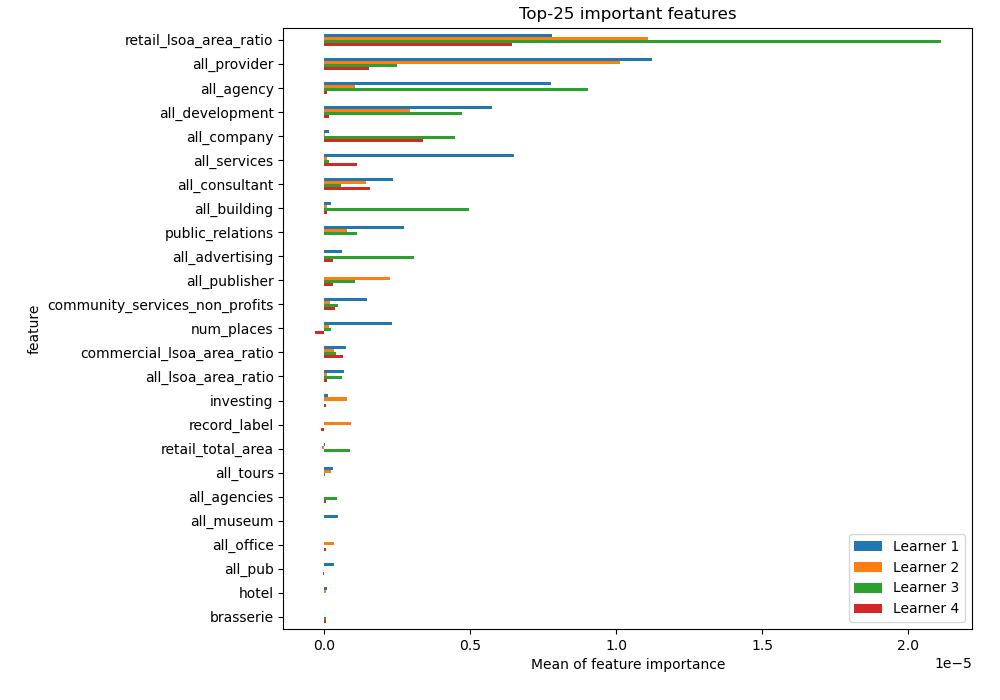 Top-25 important features
retail_lsoa_area_ratio
all_provider
all_agency
all_development
all_company
all_services
all_consultant
all_building
public_relations
all_advertising
all_publisher
community_services_non_profits
num_places
commercial_lsoa_area_ratio
all_lsoa_area_ratio
investing
record_label
retail_total_area
all_tours
all_agencies
all_museum
all_office
all_pub
hotel
brasserie
feature
Learner 1
Learner 2
Learner 3
Learner 4
0.0 0.5 1.0 1.5 2.0
1e−5
Mean of feature importance